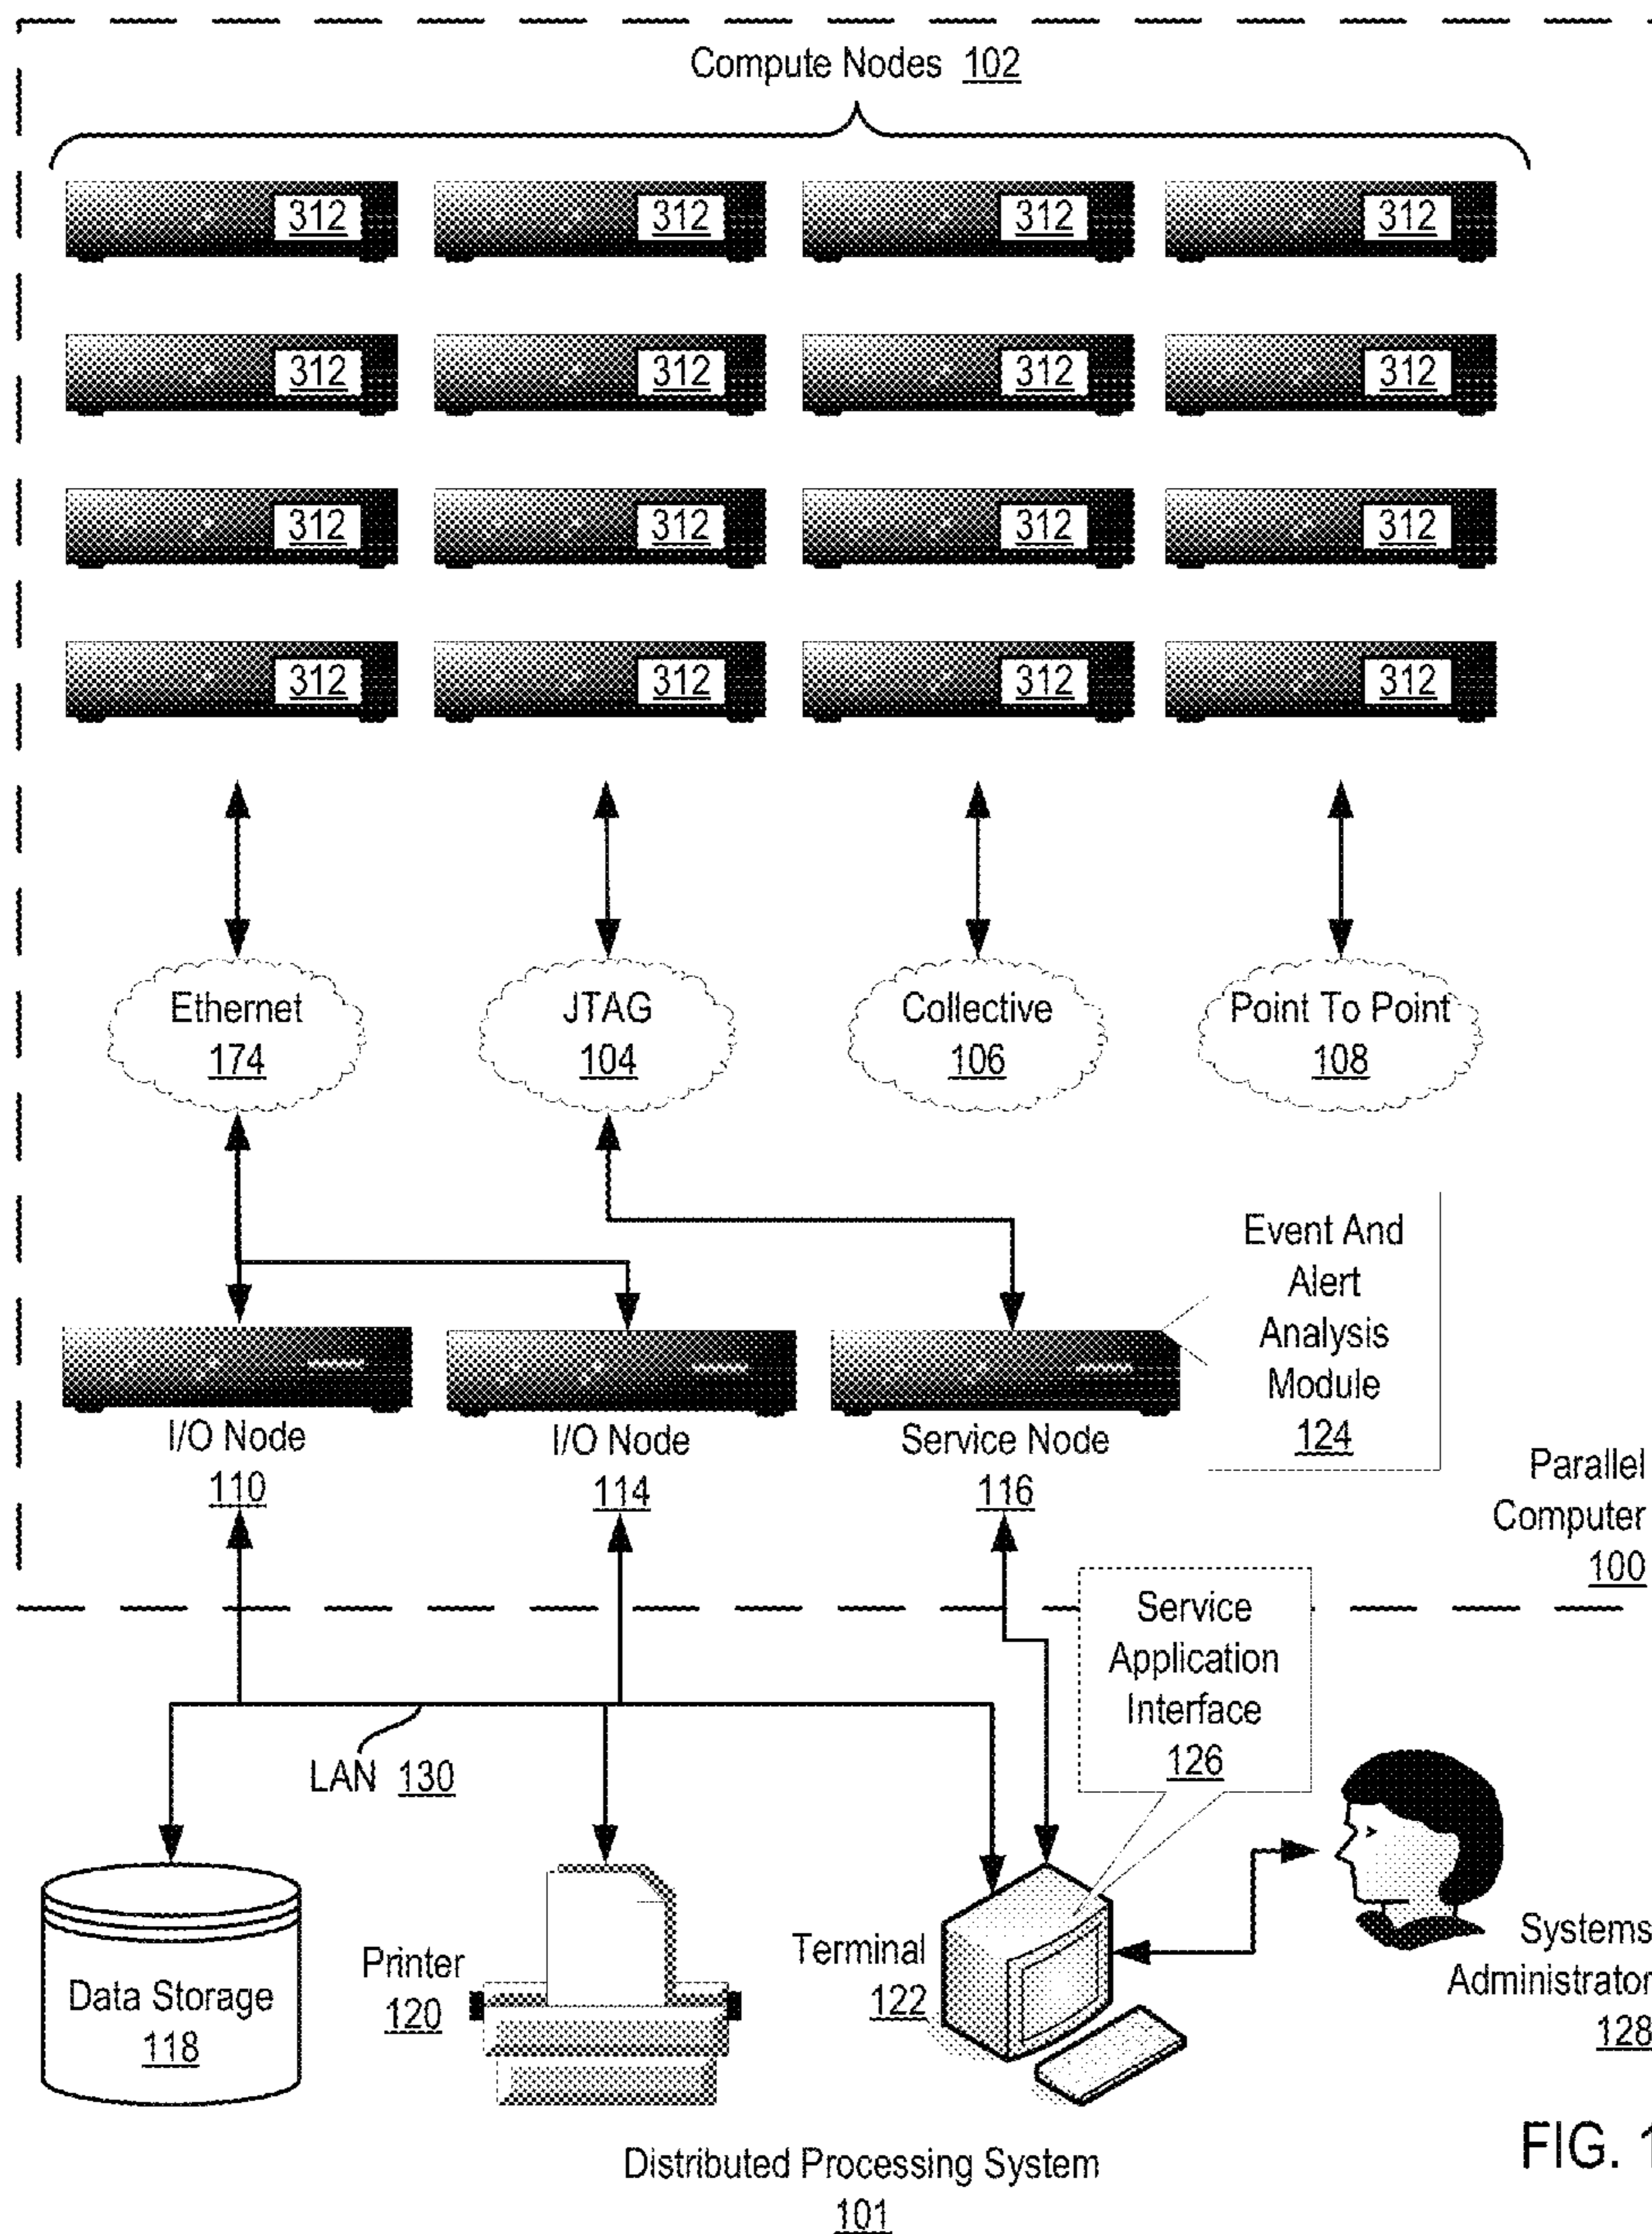 Compute Nodes 102
312 312 312 312
312 312 312 312
312 312 312 312
312 312 312 312
Ethernet
174
JTAG
104
Collective
106
Point To Point
108
Event And
Alert
Analysis
Module
124
I/O Node
110
I/O Node
114
Service Node
116
Parallel
Computer
100
Service
Application
Interface
126
LAN 130
Data Storage
118
Printer
120
Terminal
122
Systems
Administrator
128
Distributed Processing System
101
FIG. 1